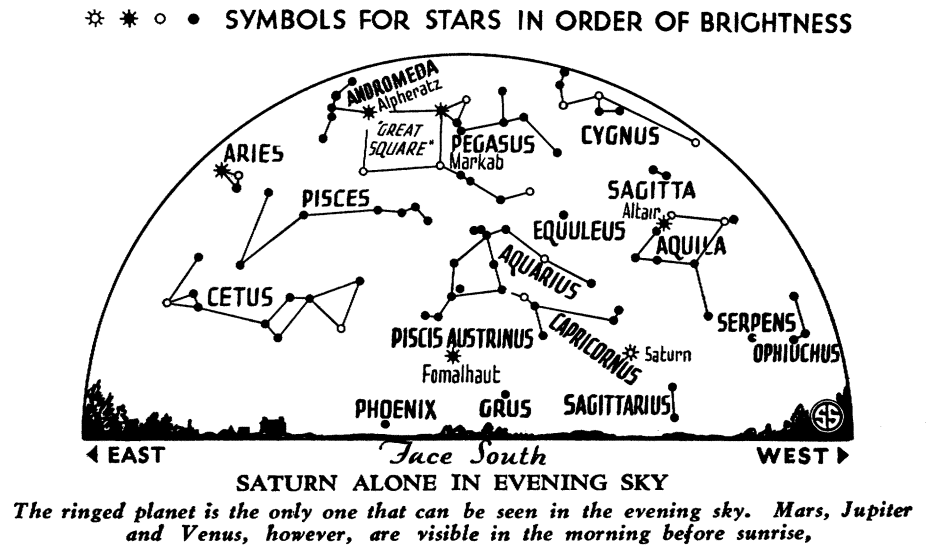 SYMBOLS FOR STARS IN ORDER OF BRIGHTNESS
ANDROMEDA
Alpheratz
"GREAT
SQUARE"
PEGASUS
Markab
CYGNUS
ARIES
PISCES
SAGITTA
Altair
EQUULEUS
AQUILA
AQUARIUS
CETUS
PISCIS AUSTRINUS
CAPRICORNUS
SERPENS
OPHIUCHUS
Saturn
Fomalhaut
PHOENIX
GRUS
SAGITTARIUS
SS
EAST
Face South
WEST
SATURN ALONE IN EVENING SKY
The ringed planet is the only one that can be seen in the evening sky. Mars, Jupiter
and Venus, however, are visible in the morning before sunrise,